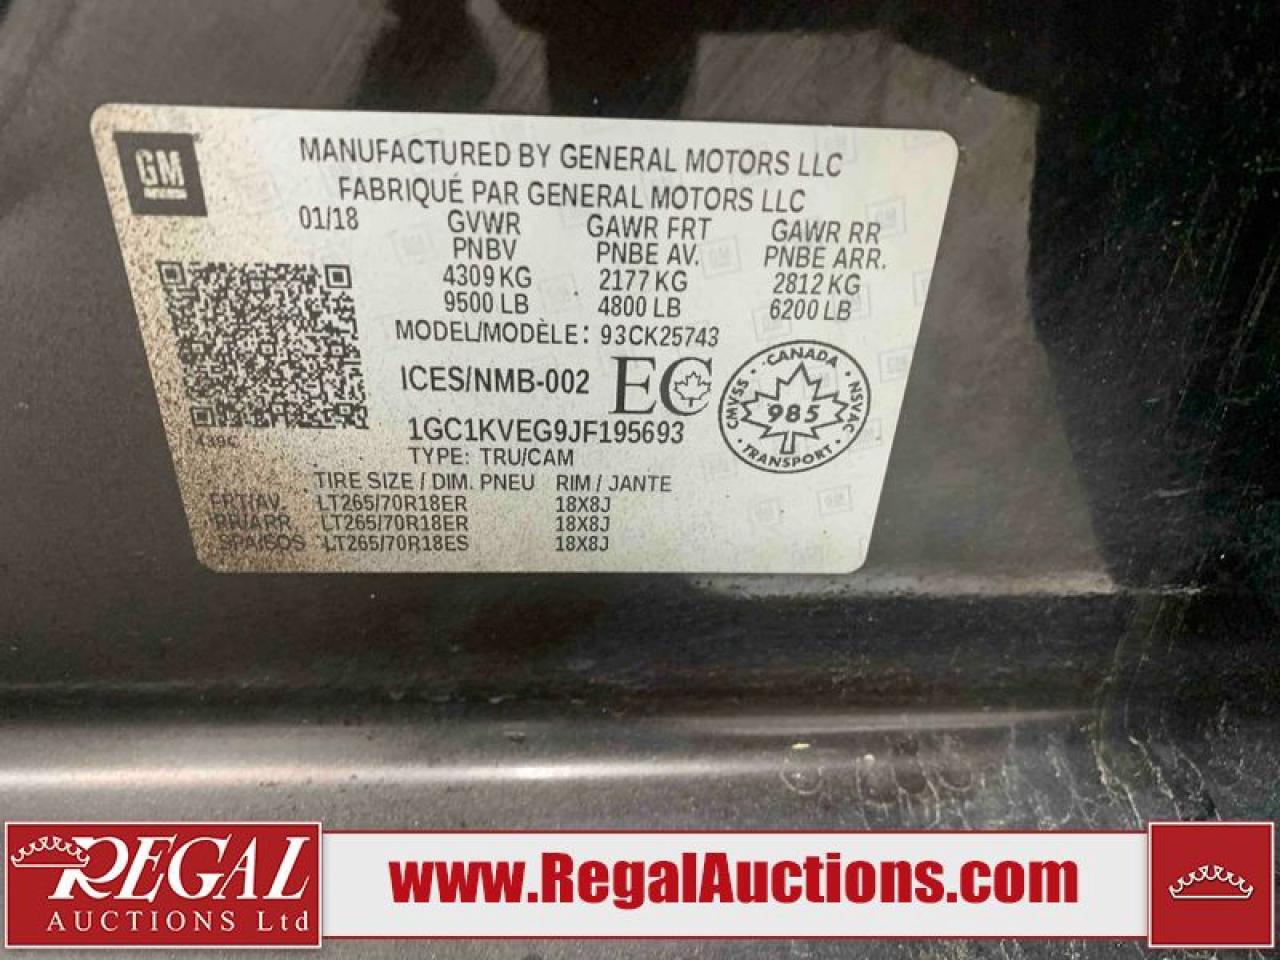 GM
MANUFACTURED BY GENERAL MOTORS LLC
FABRIQUÉ PAR GENERAL MOTORS LLC
01/18 GVWR GAWR FRT GAWR RR
PNBV PNBE AV. PNBE ARR.
4309 KG 2177 KG 2812 KG
9500 LB 4800 LB 6200 LB
MODEL/MODÈLE: 93CK25743
ICES/NMB-002 EC
CANADA
CMVSS 985 NSVAC
TRANSPORT
439C
1GC1KVEG9JF195693
TYPE: TRU/CAM
TIRE SIZE / DIM. PNEU RIM / JANTE
FRT/AV. LT265/70R18ER 18X8J
RR/ARR. LT265/70R18ER 18X8J
SPA/SOS LT265/70R18ES 18X8J
REGAL
AUCTIONS Ltd
www.RegalAuctions.com